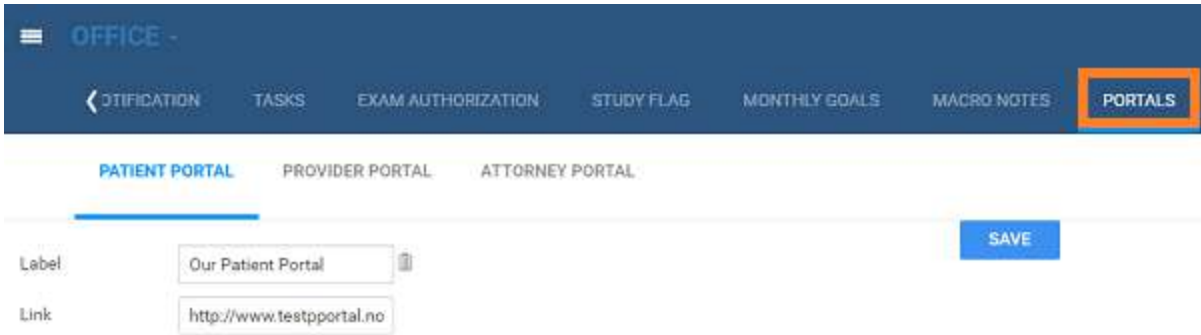 OFFICE -
OTIFICATION TASKS EXAM AUTHORIZATION STUDY FLAG MONTHLY GOALS MACRO NOTES PORTALS
PATIENT PORTAL PROVIDER PORTAL ATTORNEY PORTAL
SAVE
Label Our Patient Portal
Link http://www.testpportal.no